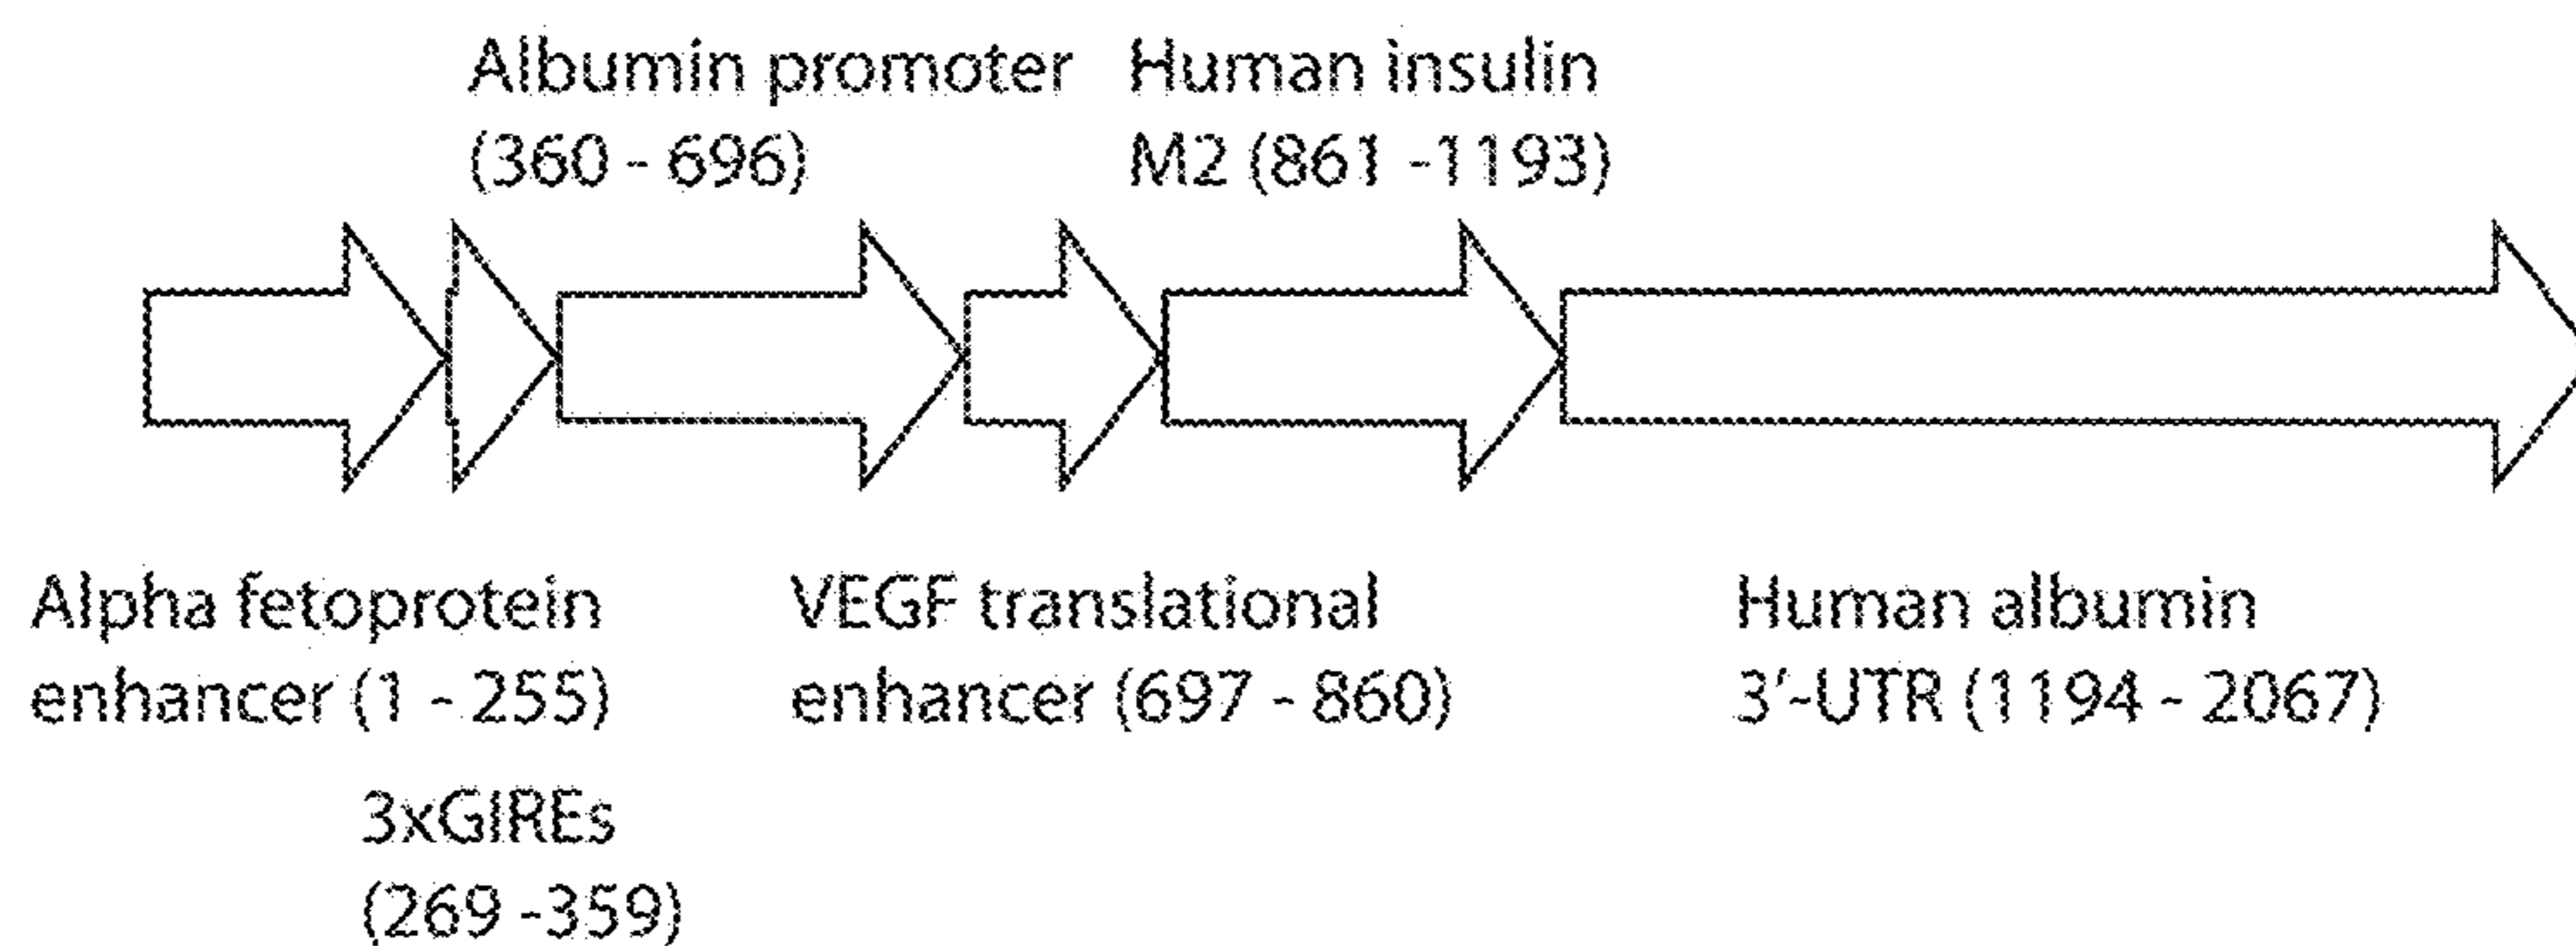 Albumin promoter
(360 - 696)
Human insulin
M2 (861 -1193)
Alpha fetoprotein
enhancer (1 - 255)
VEGF translational
enhancer (697 - 860)
Human albumin
3'-UTR (1194 - 2067)
3xGIREs
(269 -359)